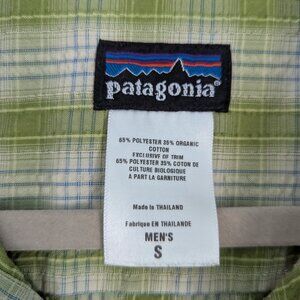 patagonia®
65% POLYESTER 35% ORGANIC
COTTON
EXCLUSIVE OF TRIM
65% POLYESTER 35% COTON DE
CULTURE BIOLOGIQUE
A PART LA GARNITURE
Made in THAILAND
Fabriqué EN THAILANDE
MEN'S
S